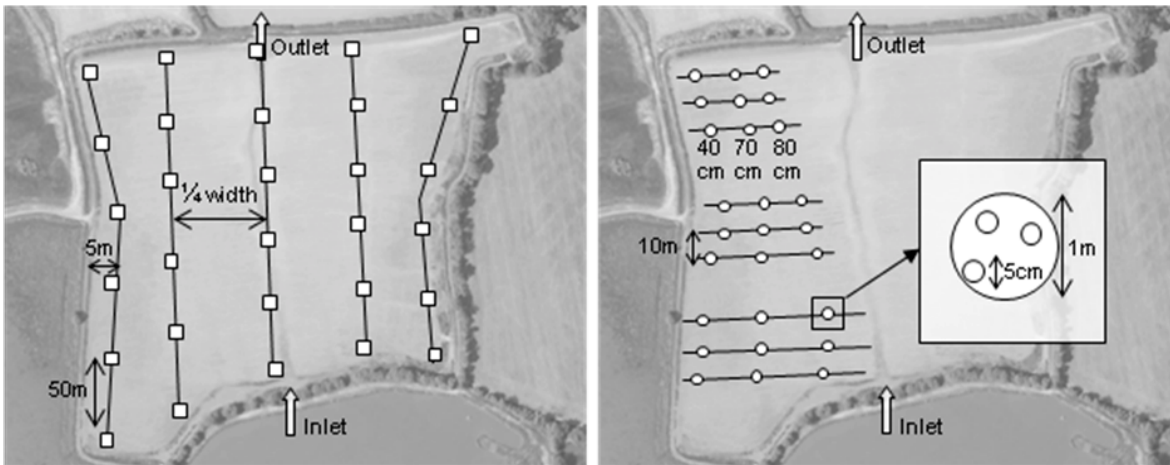 Outlet
¼ width
5m
50m
Inlet
Outlet
40 70 80
cm cm cm
10m
1m
5cm
Inlet